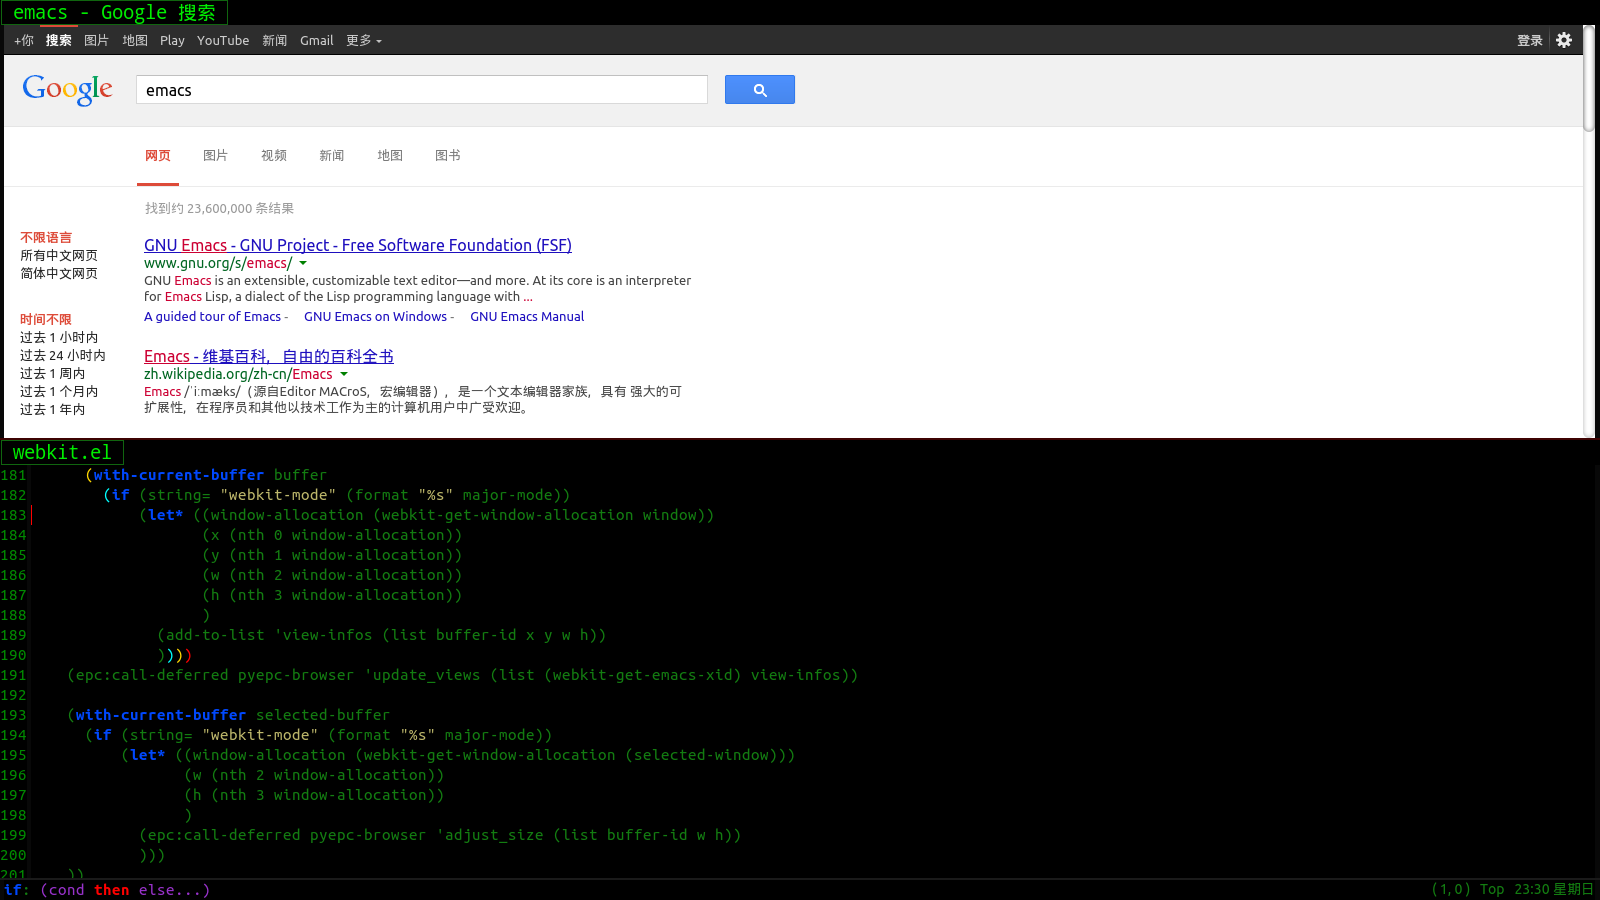 emacs - Google 搜索
+你 搜索 图片 地图 Play YouTube 新闻 Gmail 更多 登录
Google emacs
网页 图片 视频 新闻 地图 图书
找到约 23,600,000 条结果
不限语言
所有中文网页
简体中文网页
时间不限
过去 1 小时内
过去 24 小时内
过去 1 周内
过去 1 个月内
过去 1 年内
GNU Emacs - GNU Project - Free Software Foundation (FSF)
www.gnu.org/s/emacs/
GNU Emacs is an extensible, customizable text editor—and more. At its core is an interpreter
for Emacs Lisp, a dialect of the Lisp programming language with ...
A guided tour of Emacs - GNU Emacs on Windows - GNU Emacs Manual
Emacs - 维基百科，自由的百科全书
zh.wikipedia.org/zh-cn/Emacs
Emacs /ˈiːmæks/（源自Editor MACroS，宏编辑器），是一个文本编辑器家族，具有 强大的可
扩展性，在程序员和其他以技术工作为主的计算机用户中广受欢迎。
webkit.el
181 (with-current-buffer buffer
182 (if (string= "webkit-mode" (format "%s" major-mode))
183 (let* ((window-allocation (webkit-get-window-allocation window))
184 (x (nth 0 window-allocation))
185 (y (nth 1 window-allocation))
186 (w (nth 2 window-allocation))
187 (h (nth 3 window-allocation))
188 )
189 (add-to-list 'view-infos (list buffer-id x y w h))
190 ))))
191 (epc:call-deferred pyepc-browser 'update_views (list (webkit-get-emacs-xid) view-infos))
192
193 (with-current-buffer selected-buffer
194 (if (string= "webkit-mode" (format "%s" major-mode))
195 (let* ((window-allocation (webkit-get-window-allocation (selected-window)))
196 (w (nth 2 window-allocation))
197 (h (nth 3 window-allocation))
198 )
199 (epc:call-deferred pyepc-browser 'adjust_size (list buffer-id w h))
200 )))
201 ))
if: (cond then else...) (1,0) Top 23:30 星期日